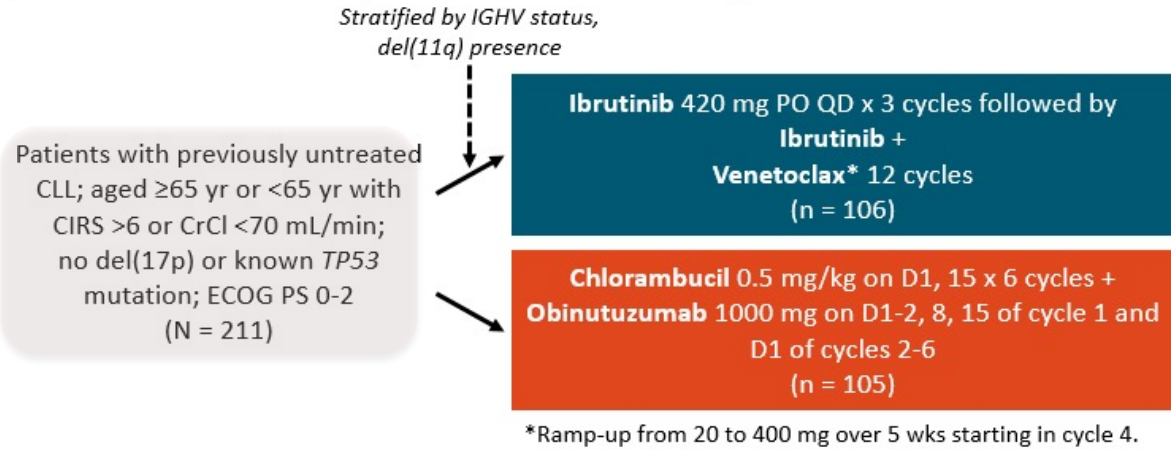 Stratified by IGHV status,
del(11q) presence
Patients with previously untreated
CLL; aged ≥65 yr or <65 yr with
CIRS >6 or CrCl <70 mL/min;
no del(17p) or known TP53
mutation; ECOG PS 0-2
(N = 211)
Ibrutinib 420 mg PO QD x 3 cycles followed by
Ibrutinib +
Venetoclax* 12 cycles
(n = 106)
Chlorambucil 0.5 mg/kg on D1, 15 x 6 cycles +
Obinutuzumab 1000 mg on D1-2, 8, 15 of cycle 1 and
D1 of cycles 2-6
(n = 105)
*Ramp-up from 20 to 400 mg over 5 wks starting in cycle 4.